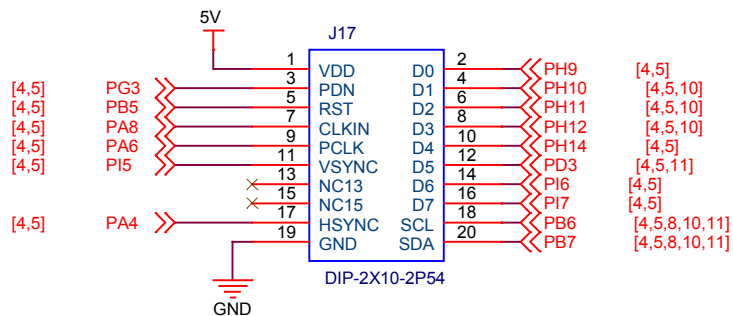 5V
J17
1 VDD D0 2 PH9 [4,5]
[4,5] PG3 3 PDN D1 4 PH10 [4,5,10]
[4,5] PB5 5 RST D2 6 PH11 [4,5,10]
[4,5] PA8 7 CLKIN D3 8 PH12 [4,5,10]
[4,5] PA6 9 PCLK D4 10 PH14 [4,5]
[4,5] PI5 11 VSYNC D5 12 PD3 [4,5,11]
13 NC13 D6 14 PI6 [4,5]
15 NC15 D7 16 PI7 [4,5]
[4,5] PA4 17 HSYNC SCL 18 PB6 [4,5,8,10,11]
19 GND SDA 20 PB7 [4,5,8,10,11]
DIP-2X10-2P54
GND